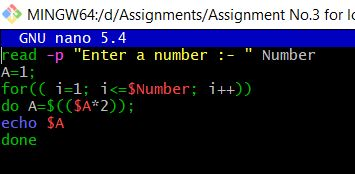 MINGW64:/d/Assignments/Assignment No.3 for lo
GNU nano 5.4
read -p "Enter a number :- " Number
A=1;
for(( i=1; i<=$Number; i++))
do A=$(($A*2));
echo $A
done